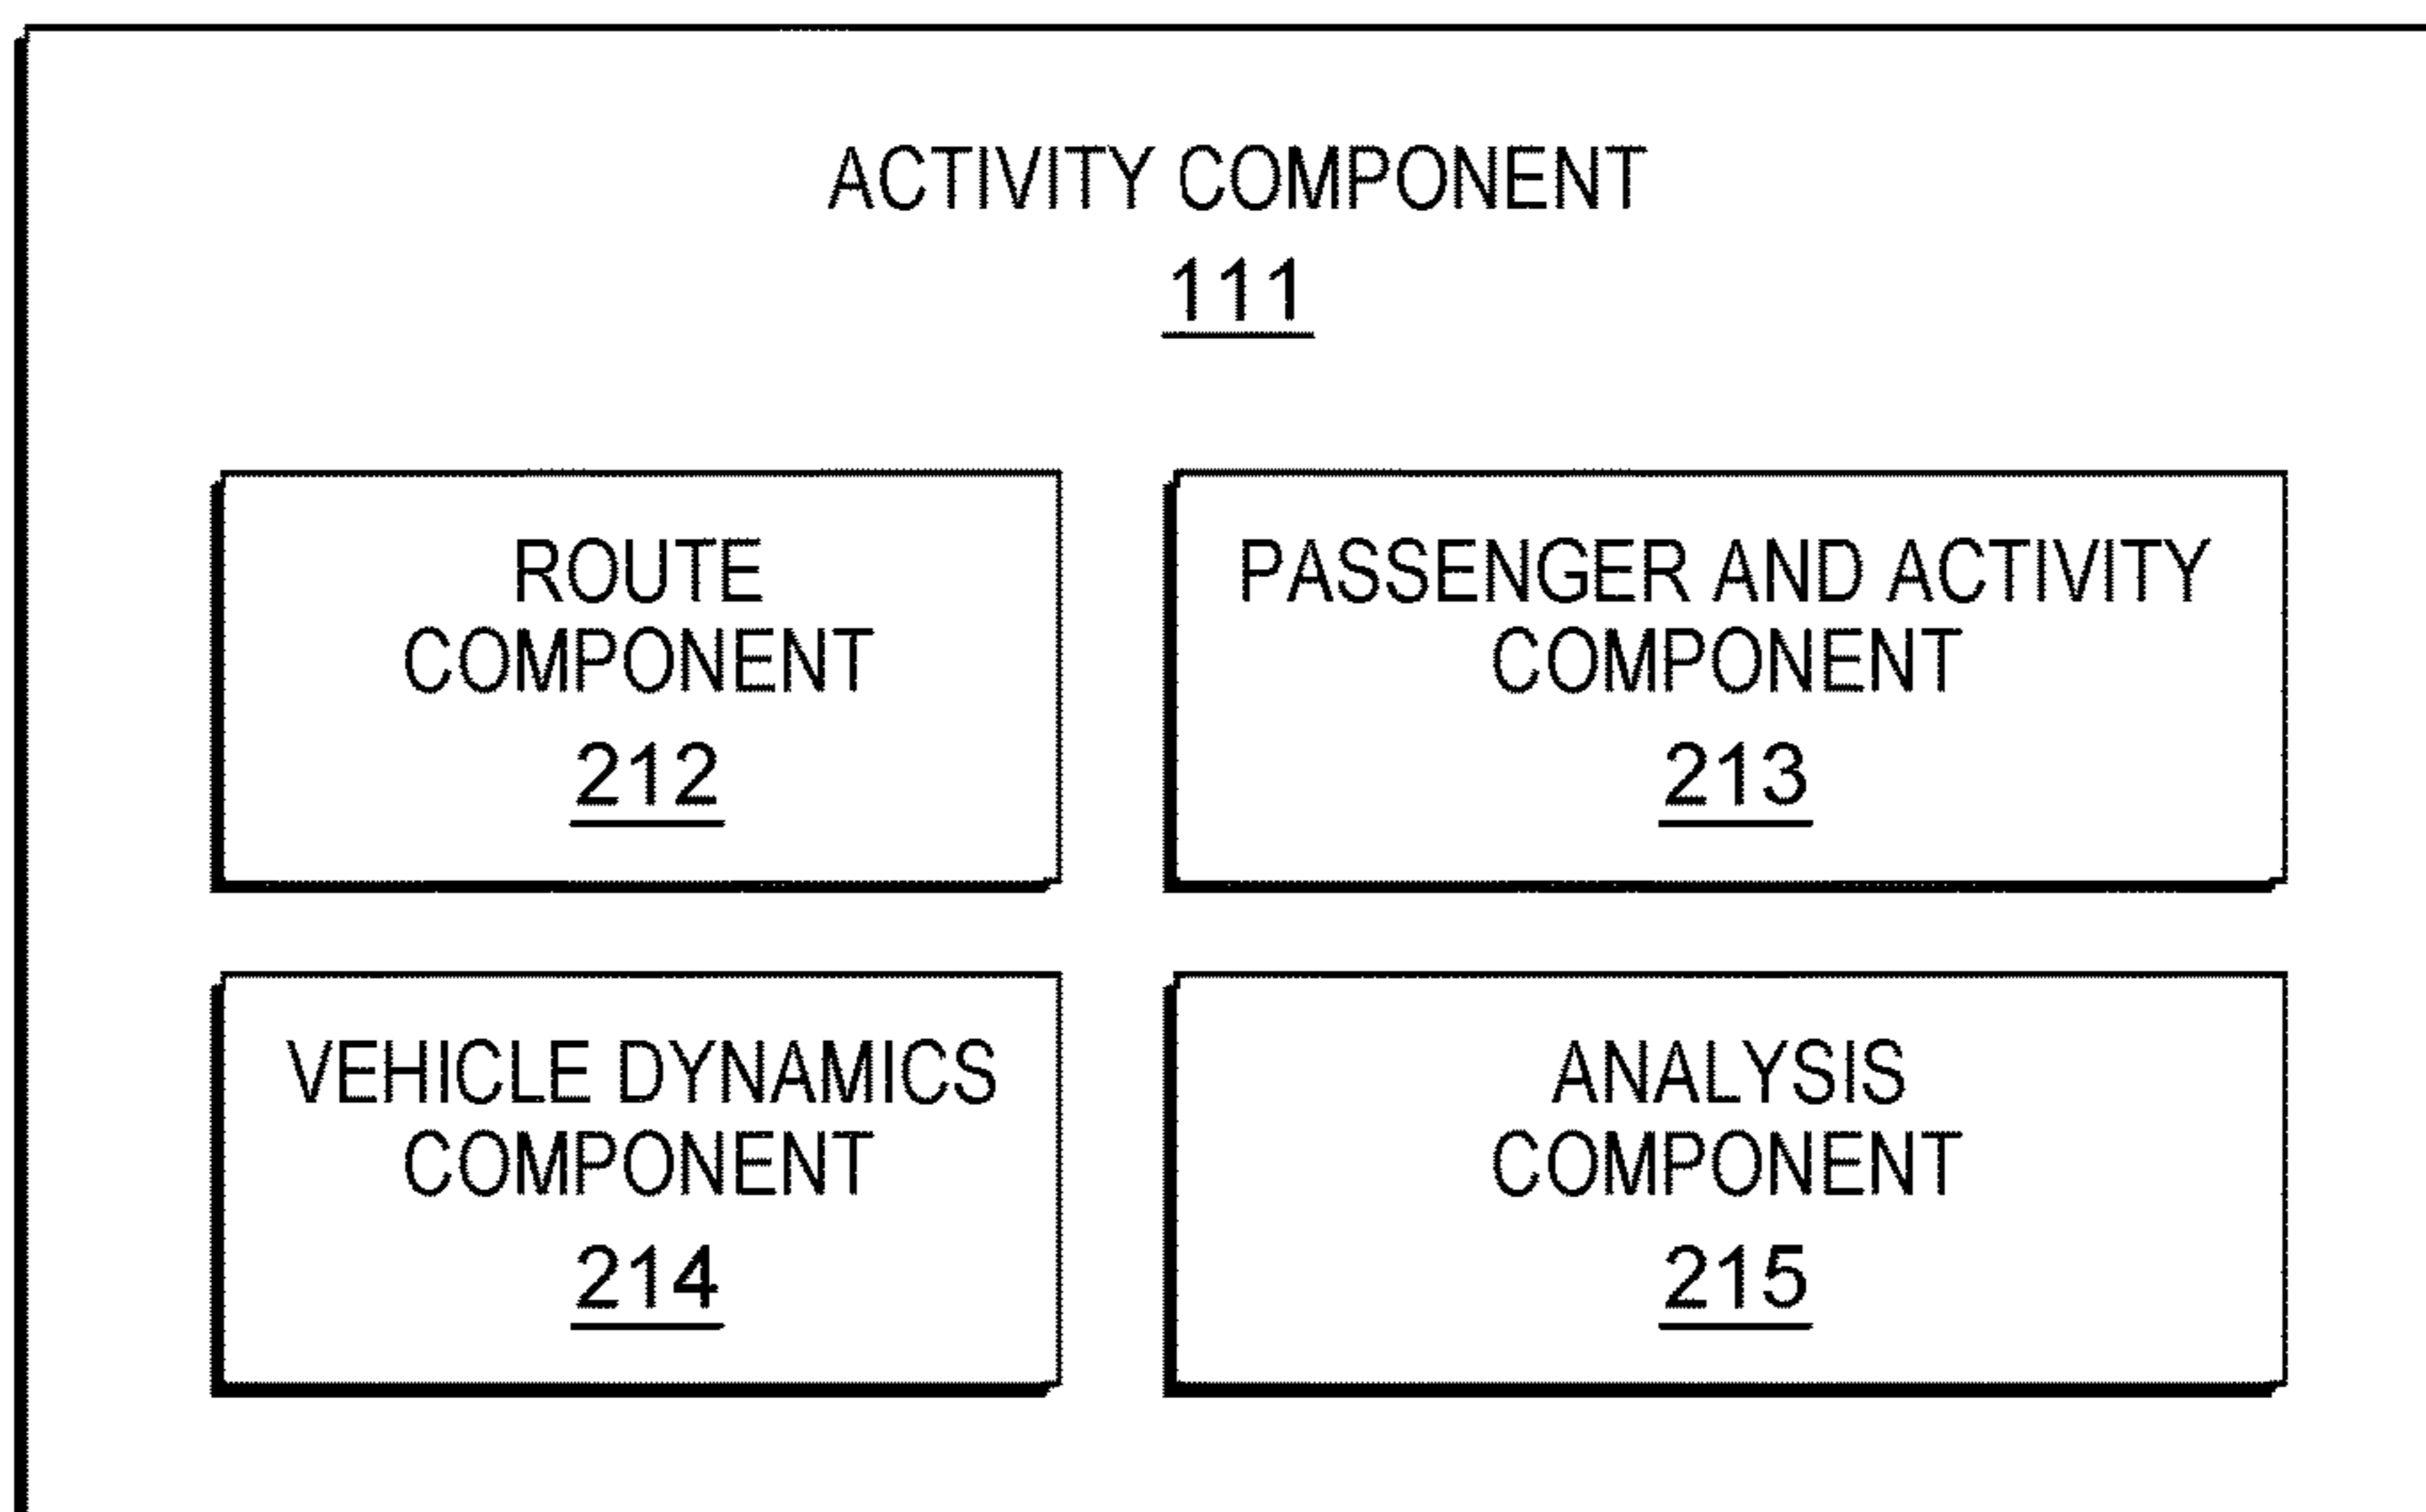 ACTIVITY COMPONENT
111
ROUTE
COMPONENT
212
PASSENGER AND ACTIVITY
COMPONENT
213
VEHICLE DYNAMICS
COMPONENT
214
ANALYSIS
COMPONENT
215